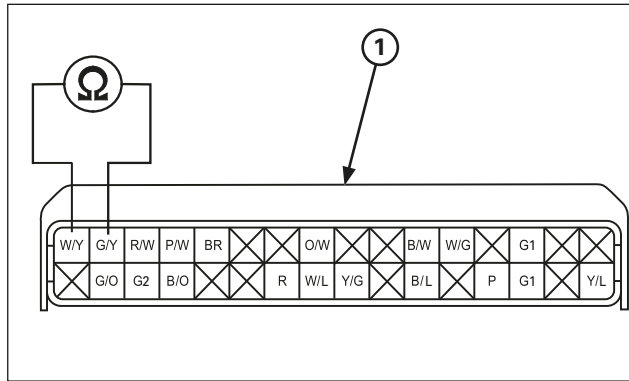 1
Ω
W/Y G/Y R/W P/W BR O/W B/W W/G G1
G/O G2 B/O R W/L Y/G B/L P G1 Y/L